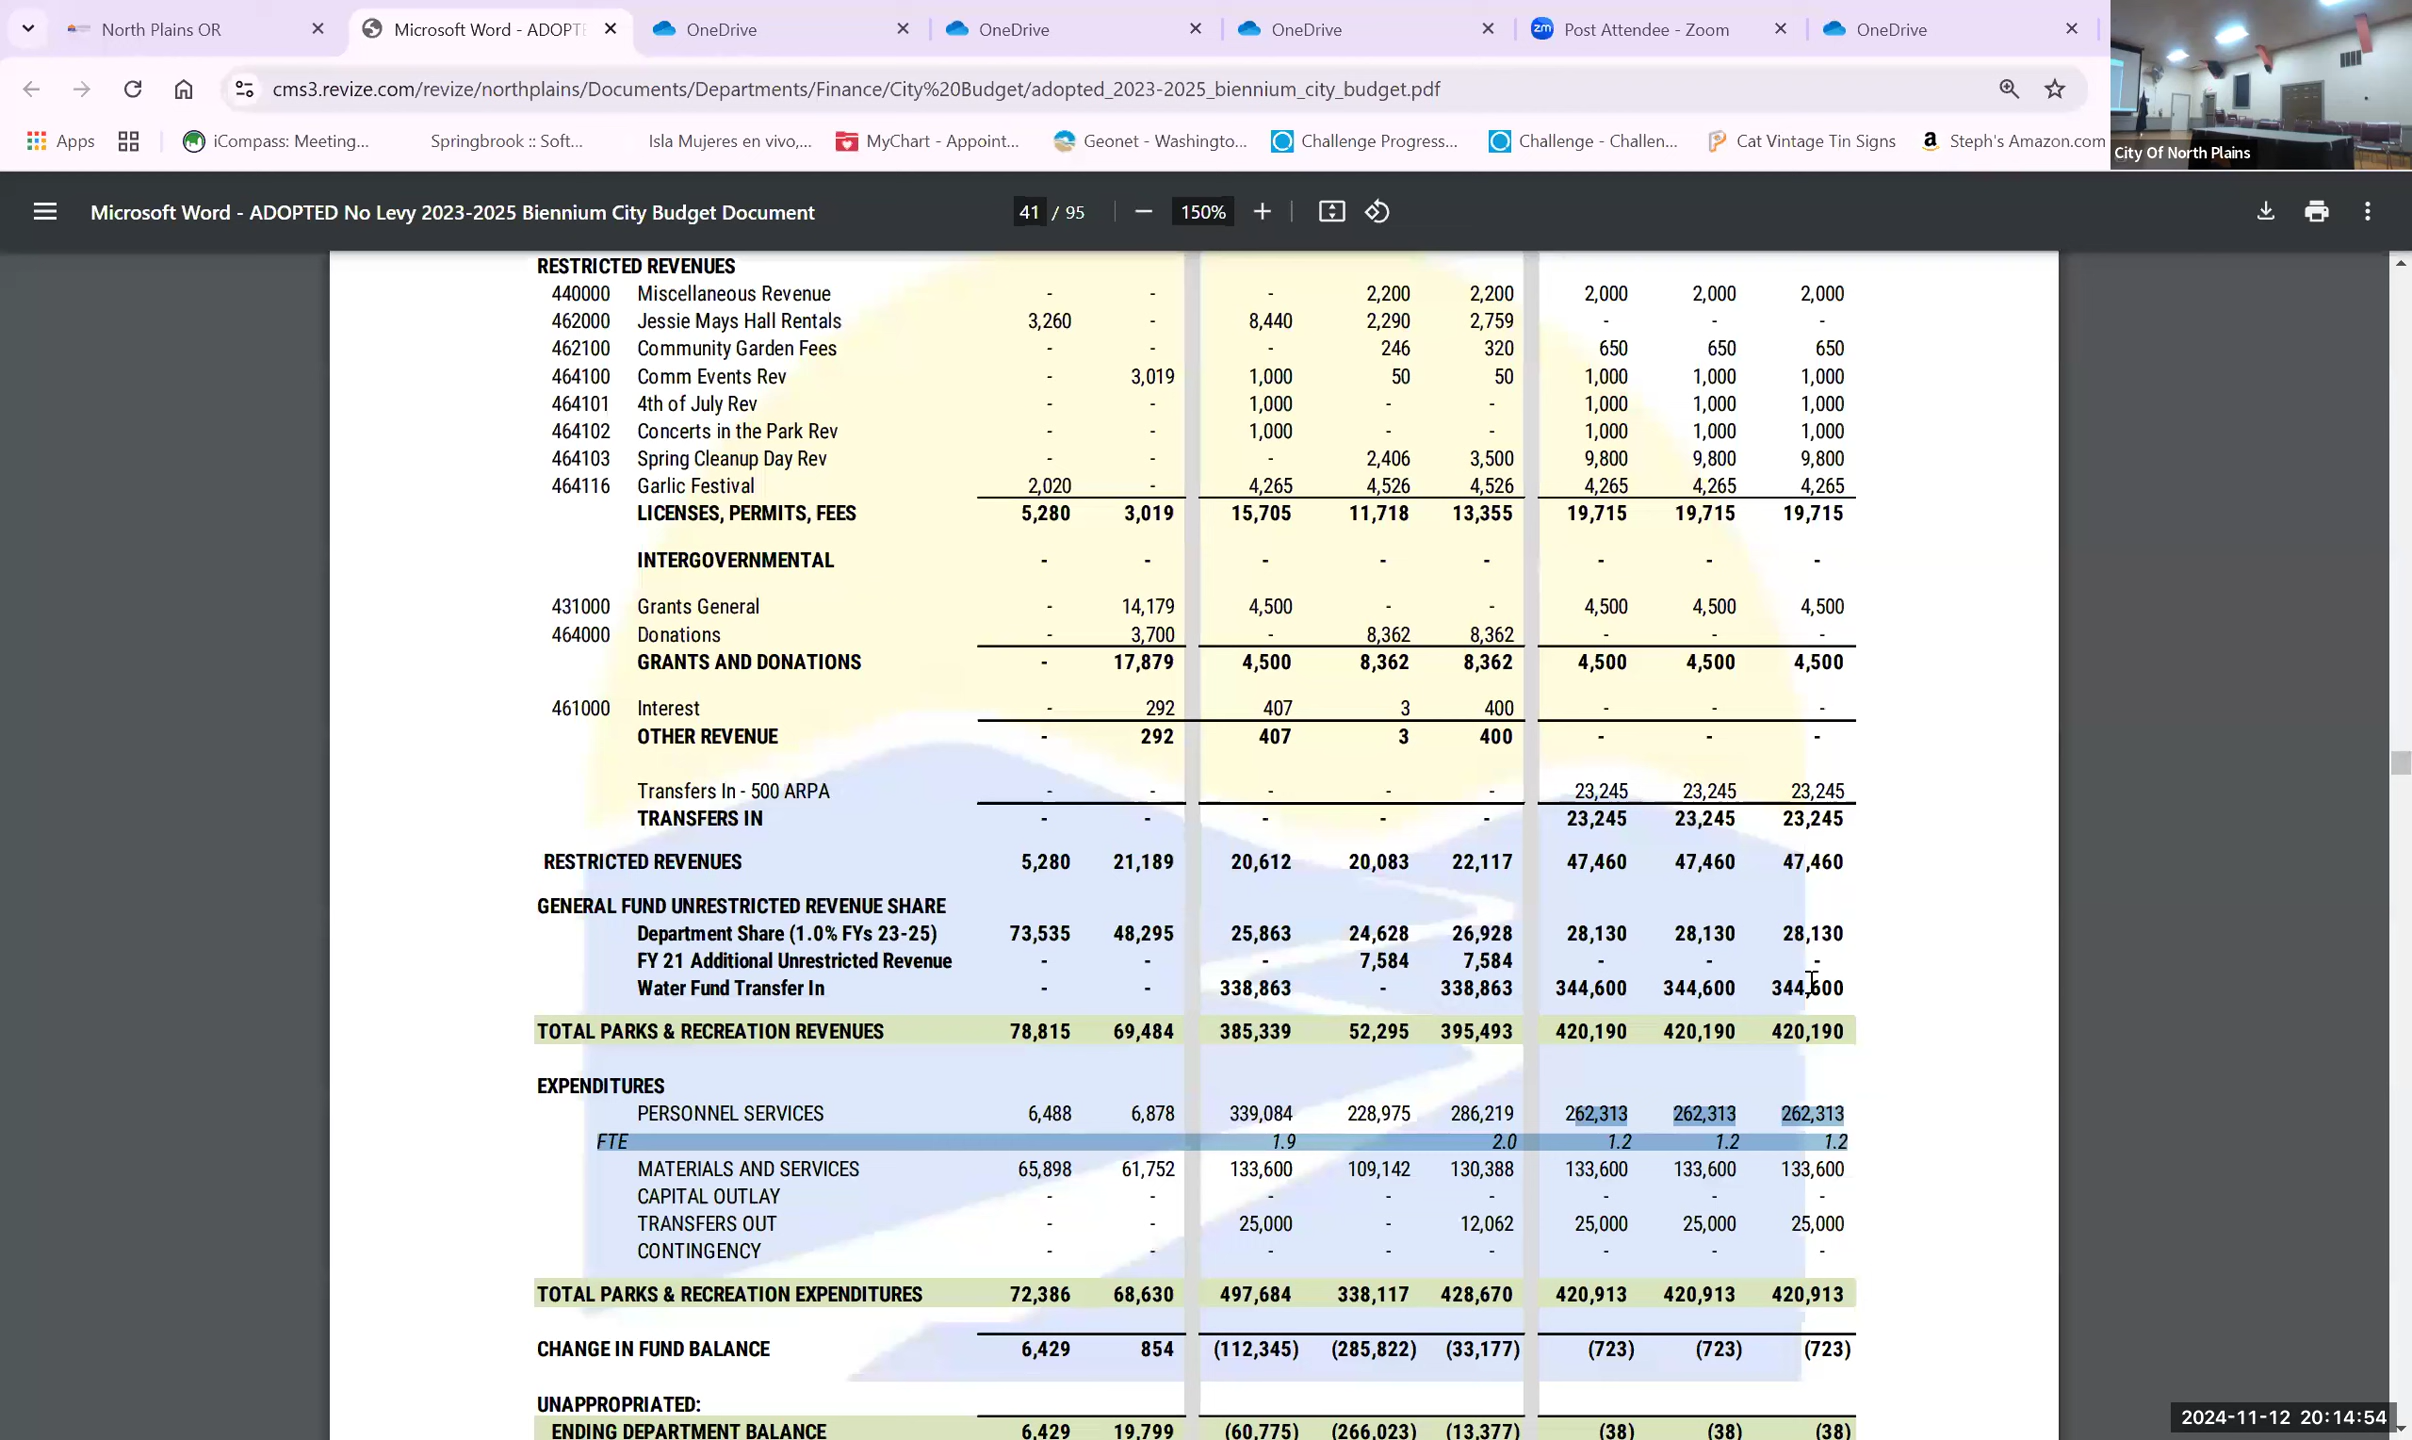 North Plains OR
Microsoft Word - ADOPT
OneDrive
OneDrive
OneDrive
zm Post Attendee - Zoom
OneDrive
cms3.revize.com/revize/northplains/Documents/Departments/Finance/City%20Budget/adopted_2023-2025_biennium_city_budget.pdf
Apps iCompass: Meeting... Springbrook :: Soft... Isla Mujeres en vivo,... MyChart - Appoint... Geonet - Washingto... Challenge Progress... Challenge - Challen... Cat Vintage Tin Signs Steph's Amazon.com
City Of North Plains
Microsoft Word - ADOPTED No Levy 2023-2025 Biennium City Budget Document 41 / 95 150%
RESTRICTED REVENUES
440000 Miscellaneous Revenue - - - 2,200 2,200 2,000 2,000 2,000
462000 Jessie Mays Hall Rentals 3,260 - 8,440 2,290 2,759 - - -
462100 Community Garden Fees - - - 246 320 650 650 650
464100 Comm Events Rev - 3,019 1,000 50 50 1,000 1,000 1,000
464101 4th of July Rev - - 1,000 - - 1,000 1,000 1,000
464102 Concerts in the Park Rev - - 1,000 - - 1,000 1,000 1,000
464103 Spring Cleanup Day Rev - - - 2,406 3,500 9,800 9,800 9,800
464116 Garlic Festival 2,020 - 4,265 4,526 4,526 4,265 4,265 4,265
LICENSES, PERMITS, FEES 5,280 3,019 15,705 11,718 13,355 19,715 19,715 19,715
INTERGOVERNMENTAL - - - - - - - -
431000 Grants General - 14,179 4,500 - - 4,500 4,500 4,500
464000 Donations - 3,700 - 8,362 8,362 - - -
GRANTS AND DONATIONS - 17,879 4,500 8,362 8,362 4,500 4,500 4,500
461000 Interest - 292 407 3 400 - - -
OTHER REVENUE - 292 407 3 400 - - -
Transfers In - 500 ARPA - - - - - 23,245 23,245 23,245
TRANSFERS IN - - - - - 23,245 23,245 23,245
RESTRICTED REVENUES 5,280 21,189 20,612 20,083 22,117 47,460 47,460 47,460
GENERAL FUND UNRESTRICTED REVENUE SHARE
Department Share (1.0% FYs 23-25) 73,535 48,295 25,863 24,628 26,928 28,130 28,130 28,130
FY 21 Additional Unrestricted Revenue - - - 7,584 7,584 - - -
Water Fund Transfer In - - 338,863 - 338,863 344,600 344,600 344,600
TOTAL PARKS & RECREATION REVENUES 78,815 69,484 385,339 52,295 395,493 420,190 420,190 420,190
EXPENDITURES
PERSONNEL SERVICES 6,488 6,878 339,084 228,975 286,219 262,313 262,313 262,313
FTE 1.9 2.0 1.2 1.2 1.2
MATERIALS AND SERVICES 65,898 61,752 133,600 109,142 130,388 133,600 133,600 133,600
CAPITAL OUTLAY - - - - - - - -
TRANSFERS OUT - - 25,000 - 12,062 25,000 25,000 25,000
CONTINGENCY - - - - - - - -
TOTAL PARKS & RECREATION EXPENDITURES 72,386 68,630 497,684 338,117 428,670 420,913 420,913 420,913
CHANGE IN FUND BALANCE 6,429 854 (112,345) (285,822) (33,177) (723) (723) (723)
UNAPPROPRIATED:
ENDING DEPARTMENT BALANCE 6,429 19,799 (60,775) (266,023) (13,377) (38) (38) (38)
2024-11-12 20:14:54